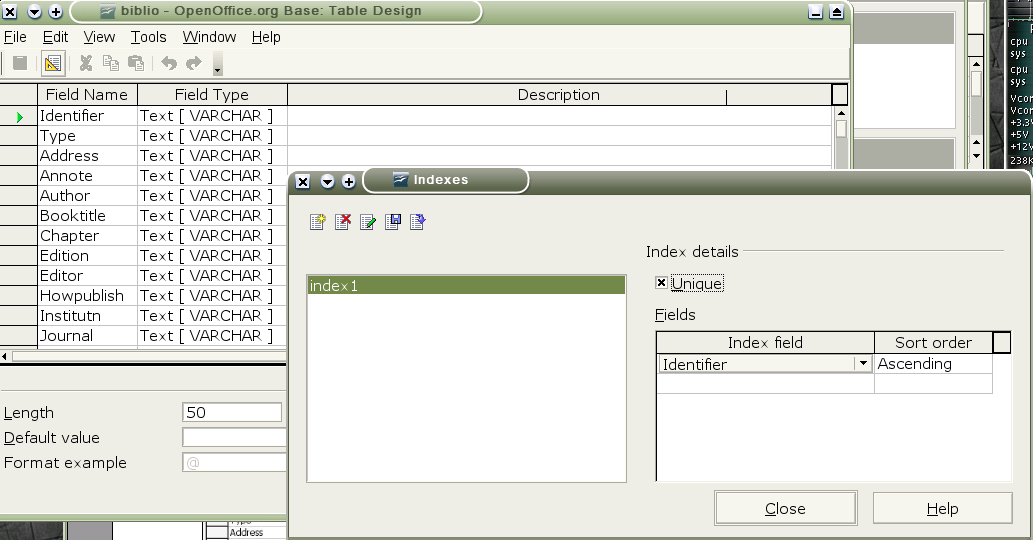 biblio - OpenOffice.org Base: Table Design
File Edit View Tools Window Help
Field Name Field Type Description
Identifier Text [ VARCHAR ]
Type Text [ VARCHAR ]
Address Text [ VARCHAR ]
Annote Text [ VARCHAR ]
Author Text [ VARCHAR ]
Booktitle Text [ VARCHAR ]
Chapter Text [ VARCHAR ]
Edition Text [ VARCHAR ]
Editor Text [ VARCHAR ]
Howpublish Text [ VARCHAR ]
Institutn Text [ VARCHAR ]
Journal Text [ VARCHAR ]
Length 50
Default value
Format example @
Indexes
index1
Index details
Unique
Fields
Index field Sort order
Identifier Ascending
Close Help
Address
cpu
sys
cpu
sys
Vcor
Vcor
+3.3V
+5V
+12V
238K